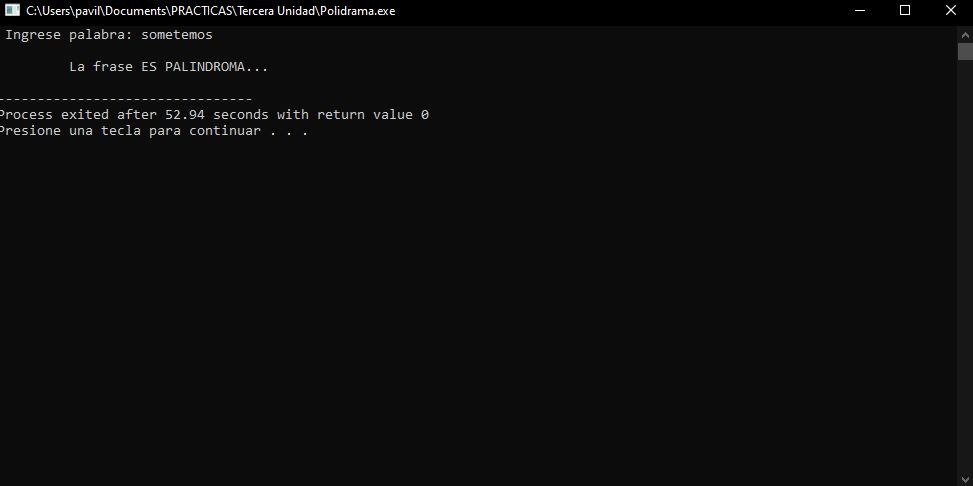 C:\Users\pavil\Documents\PRACTICAS\Tercera Unidad\Polidrama.exe
Ingrese palabra: sometemos
La frase ES PALINDROMA...
--------------------------------
Process exited after 52.94 seconds with return value 0
Presione una tecla para continuar . . .